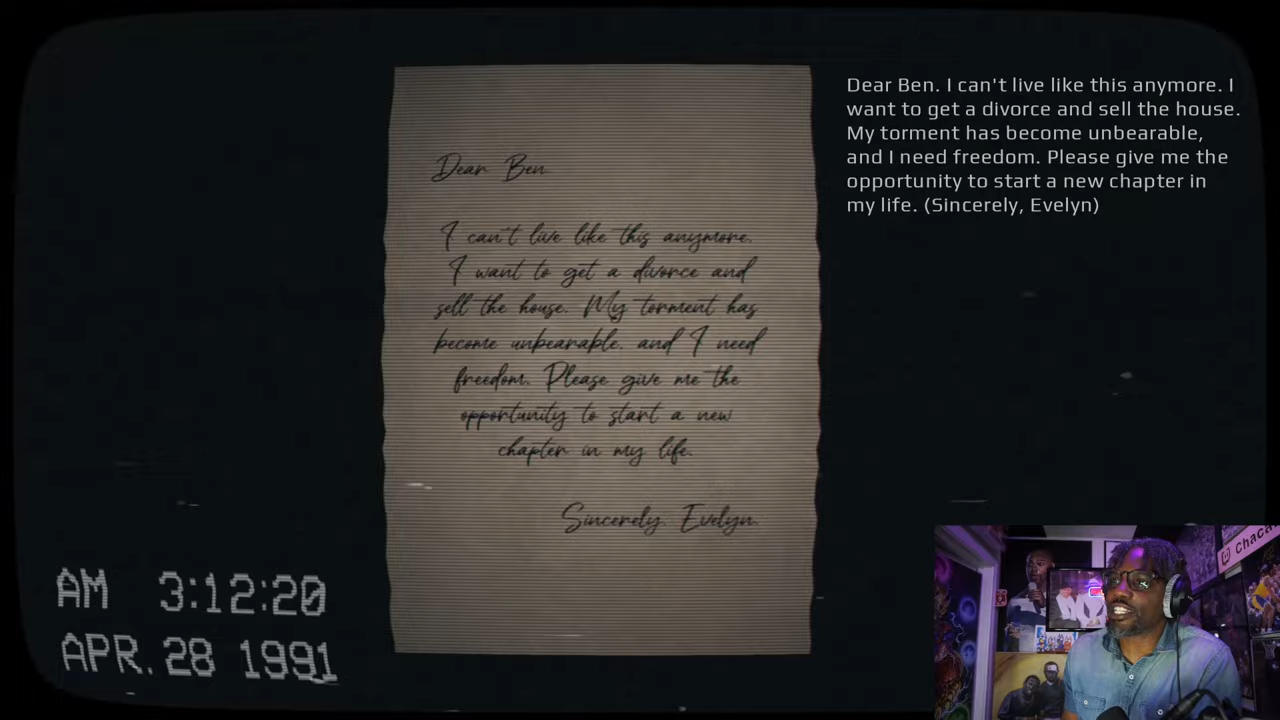 Dear Ben
I can't live like this anymore.
I want to get a divorce and
sell the house. My torment has
become unbearable. and I need
freedom. Please give me the
opportunity to start a new
chapter in my life.
Sincerely. Evelyn.
Dear Ben. I can't live like this anymore. I
want to get a divorce and sell the house.
My torment has become unbearable,
and I need freedom. Please give me the
opportunity to start a new chapter in
my life. (Sincerely, Evelyn)
AM 3:12:20
APR. 28 1991
Chaca